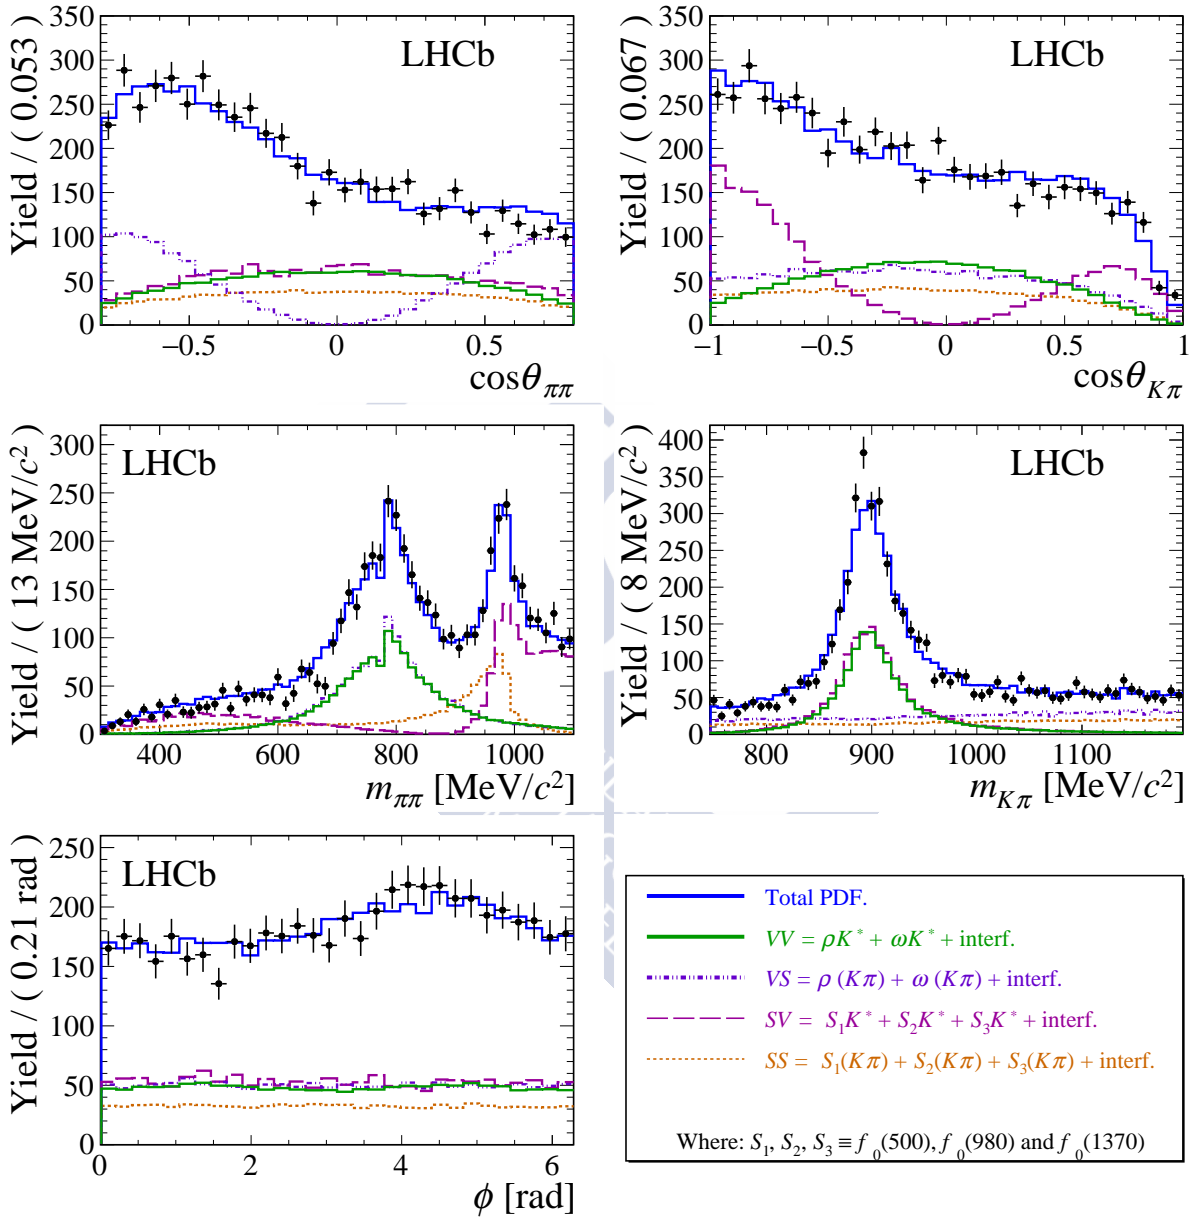 LHCb
Yield / ( 0.053 )
350
300
250
200
150
100
50
0
−0.5 0 0.5
cosθππ
LHCb
Yield / ( 0.067 )
350
300
250
200
150
100
50
0
−1 −0.5 0 0.5 1
cosθKπ
LHCb
Yield / ( 13 MeV/c²)
300
250
200
150
100
50
0
400 600 800 1000
mππ [MeV/c²]
LHCb
Yield / ( 8 MeV/c²)
400
350
300
250
200
150
100
50
0
800 900 1000 1100
mKπ [MeV/c²]
LHCb
Yield / ( 0.21 rad )
250
200
150
100
50
0
0 2 4 6
ϕ [rad]
Total PDF.
VV = ρK* + ωK* + interf.
VS = ρ (Kπ) + ω (Kπ) + interf.
SV = S₁K* + S₂K* + S₃K* + interf.
SS = S₁(Kπ) + S₂(Kπ) + S₃(Kπ) + interf.
Where: S₁, S₂, S₃ ≡ f₀(500), f₀(980) and f₀(1370)